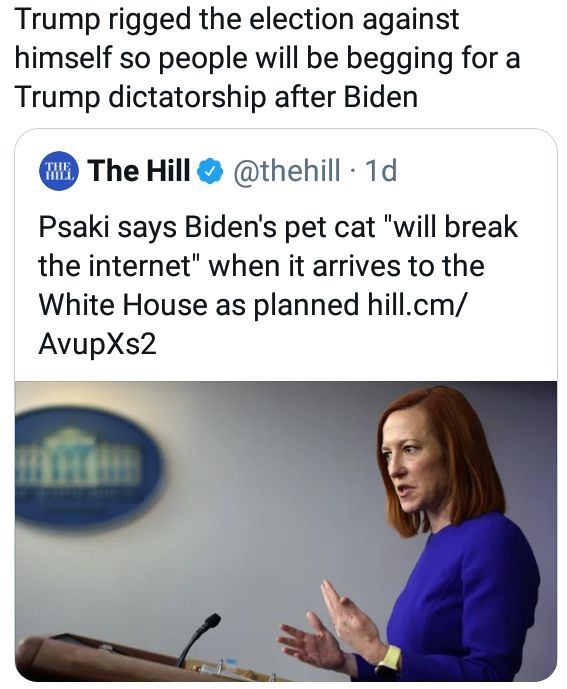 Trump rigged the election against
himself so people will be begging for a
Trump dictatorship after Biden
THE HILL
The Hill @thehill · 1d
Psaki says Biden's pet cat "will break
the internet" when it arrives to the
White House as planned hill.cm/
AvupXs2